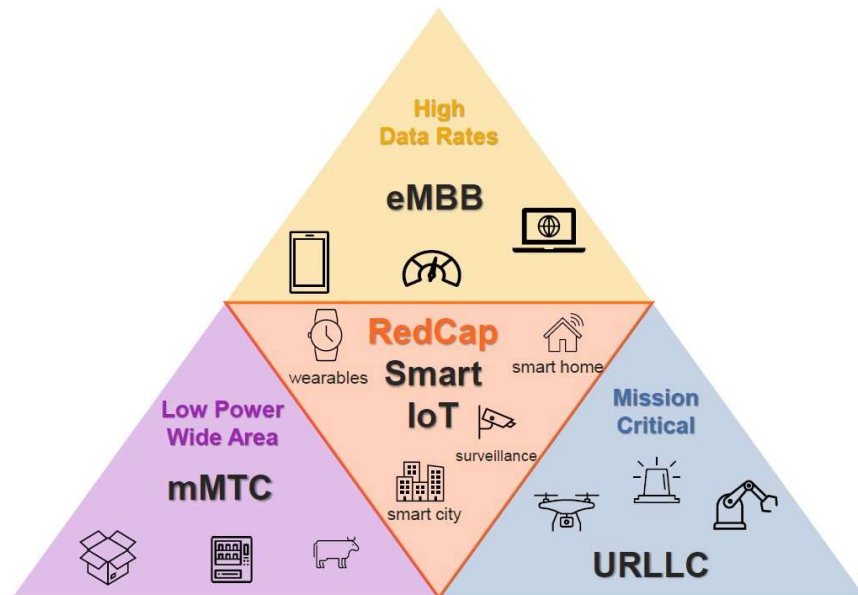 High
Data Rates
eMBB
RedCap
Smart
IoT
wearables
smart home
surveillance
smart city
Low Power
Wide Area
mMTC
Mission
Critical
URLLC